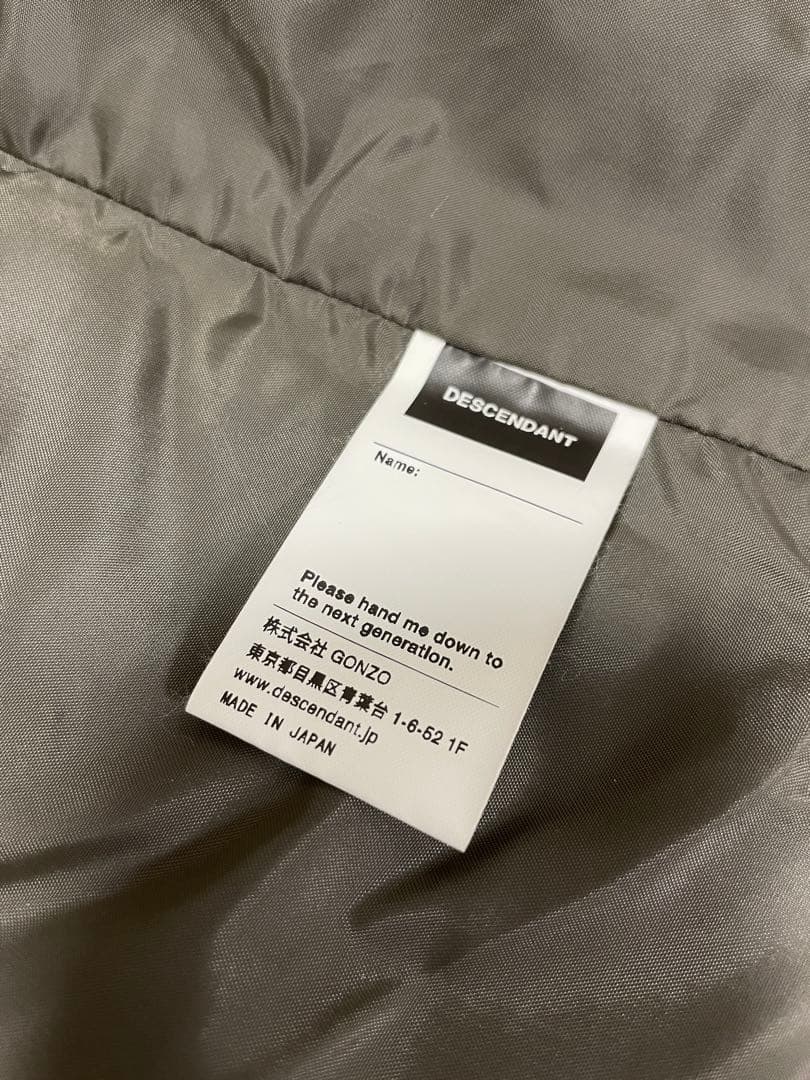 DESCENDANT
Name:
Please hand me down to
the next generation.
株式会社 GONZO
東京都目黒区青葉台 1-6-52 1F
www.descendant.jp
MADE IN JAPAN